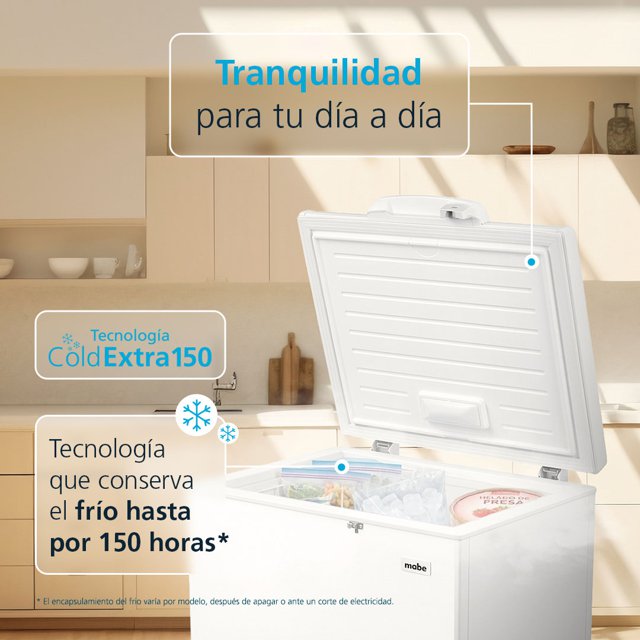 Tranquilidad
para tu día a día
Tecnología
ColdExtra150
Tecnología
que conserva
el frío hasta
por 150 horas*
HELADO DE
FRESA
mabe
* El encapsulamiento del frío varía por modelo, después de apagar o ante un corte de electricidad.